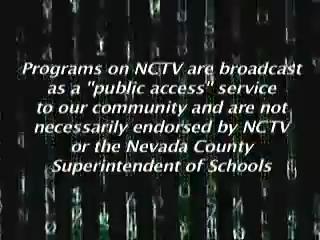 Programs on NCTV are broadcast
as a "public access" service
to our community and are not
necessarily endorsed by NCTV
or the Nevada County
Superintendent of Schools